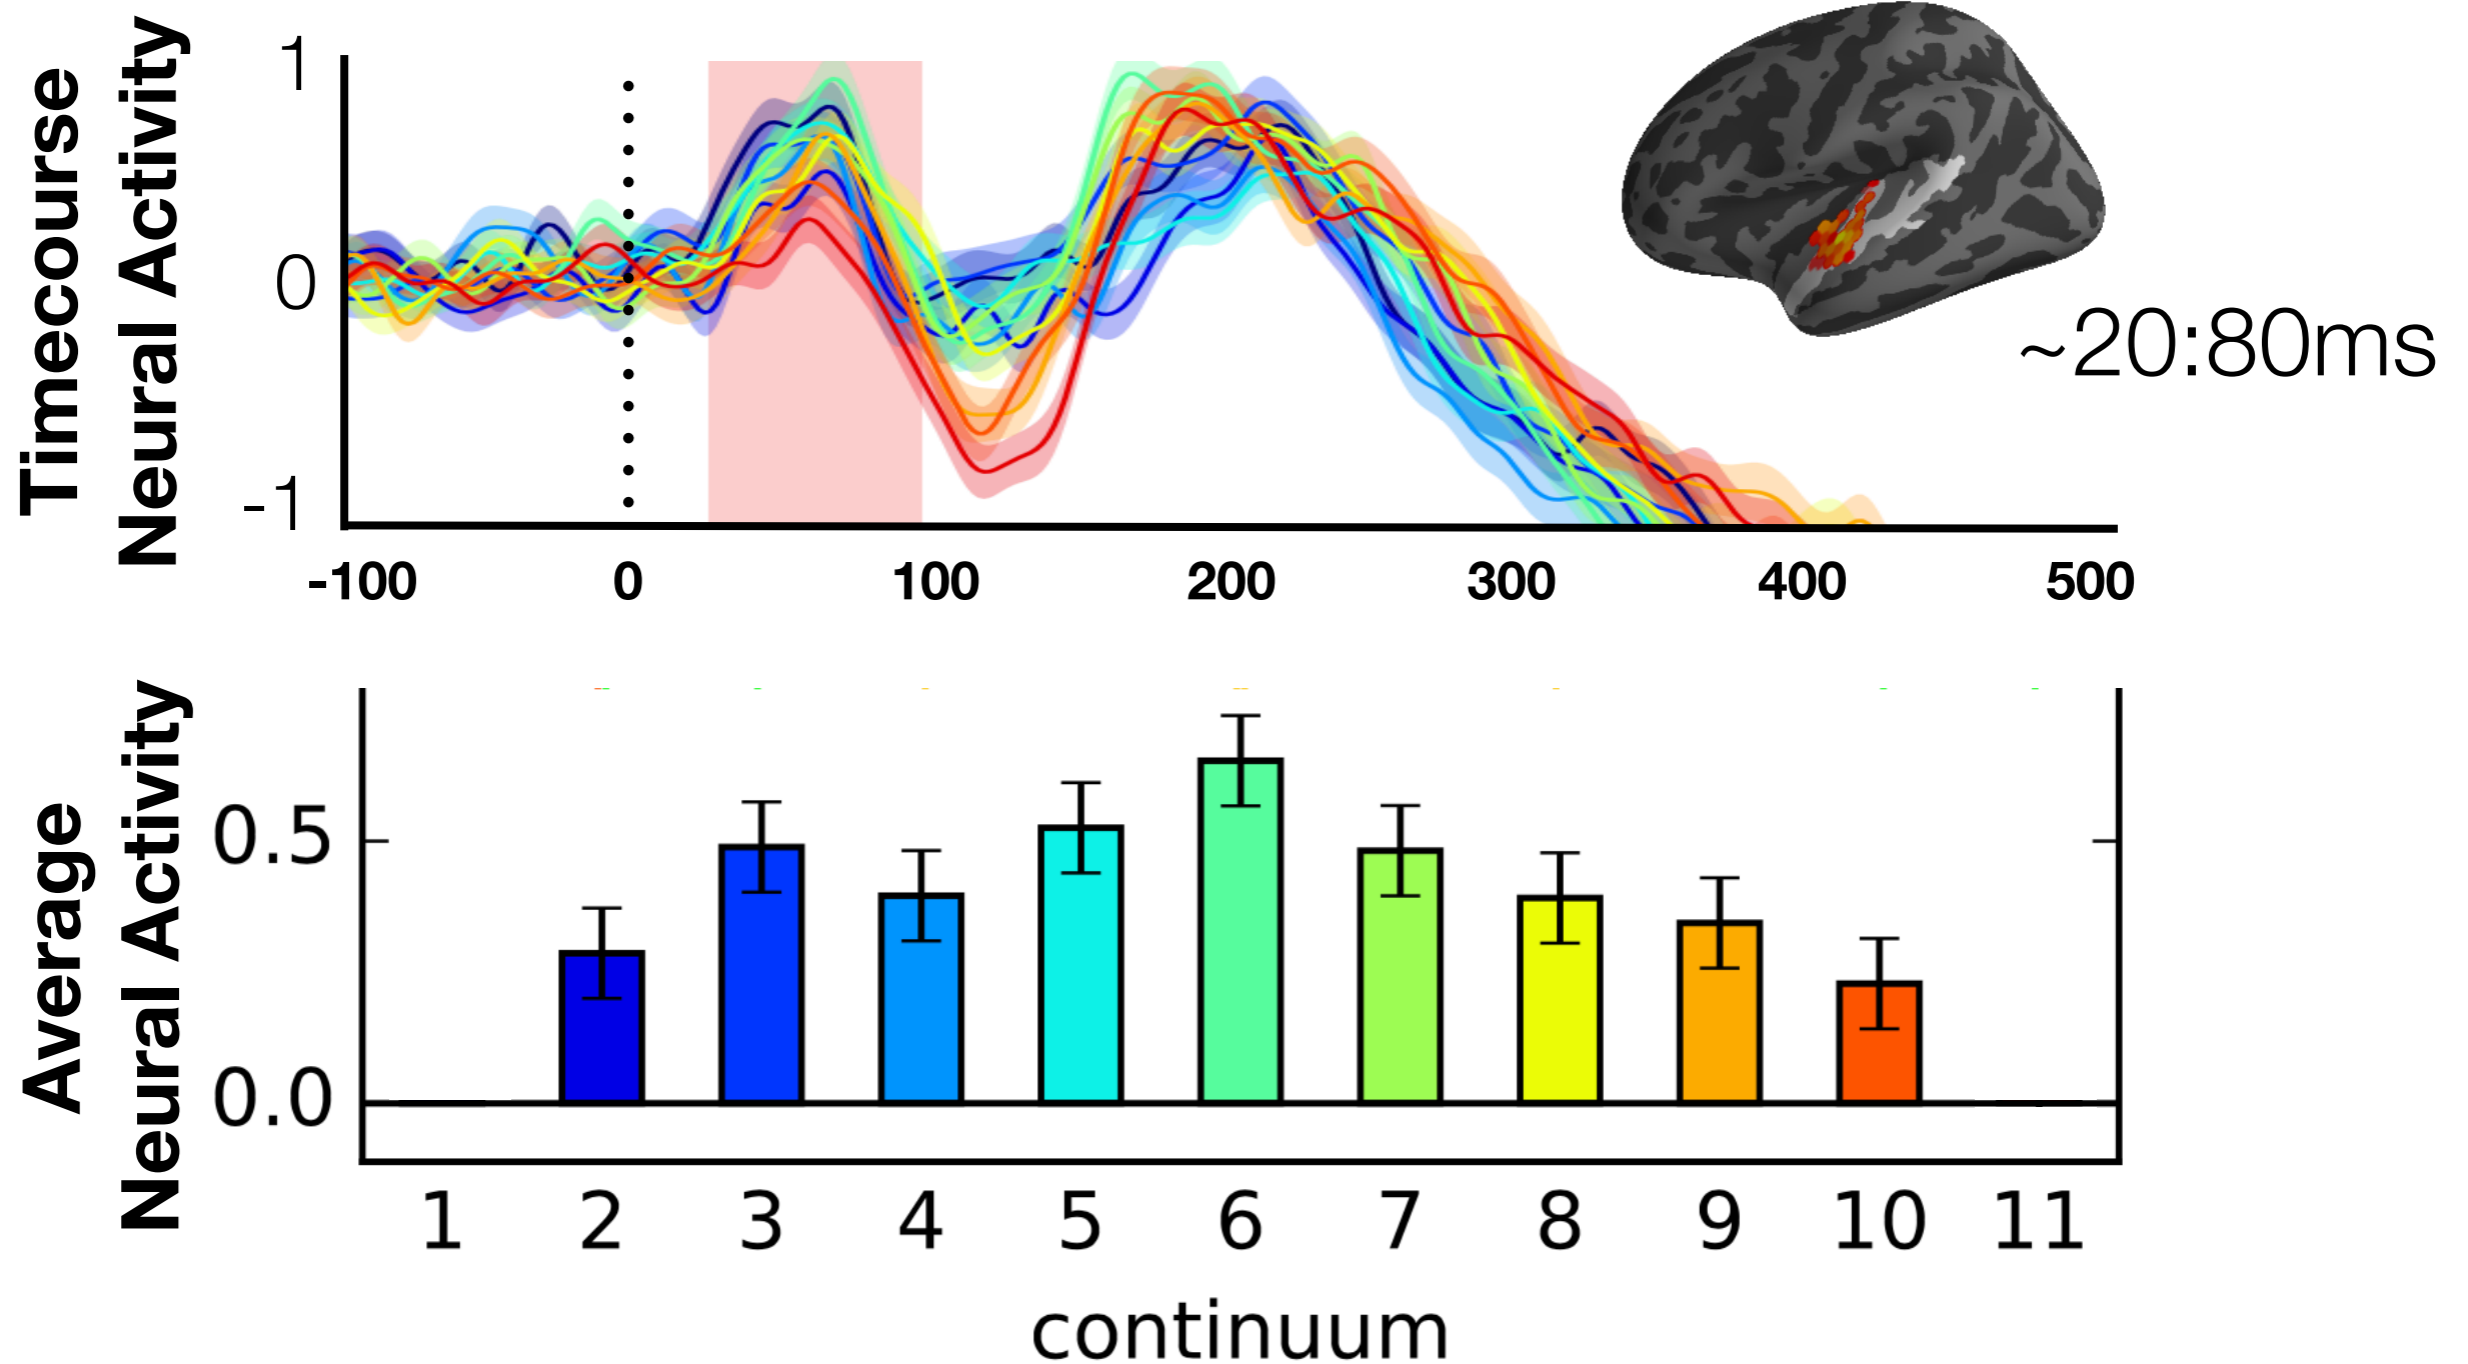 Timecourse
Neural Activity
1
0
-1
-100 0 100 200 300 400 500
~20:80ms
Average
Neural Activity
0.5
0.0
1 2 3 4 5 6 7 8 9 10 11
continuum